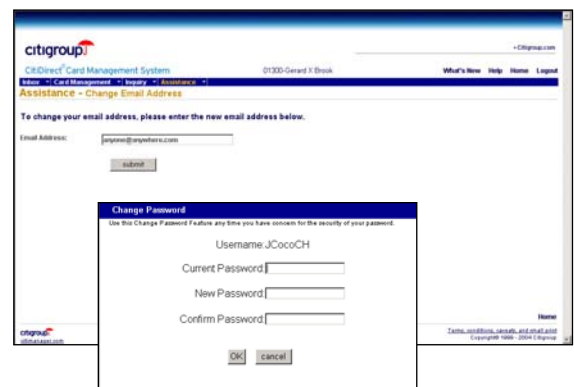 citigroup
• Citigroup.com
CitiDirect® Card Management System
01300-Gerard X Brook
What's New Help Home Logout
Inbox Card Management Inquiry Assistance
Assistance - Change Email Address
To change your email address, please enter the new email address below.
Email Address:
anyone@anywhere.com
submit
Change Password
Use this Change Password Feature any time you have concern for the security of your password.
Username:JCocoCH
Current Password:
New Password:
Confirm Password:
OK cancel
Home
citigroup
citimanager.com
Terms, conditions, caveats, and small print
Copyright© 1999 - 2004 Citigroup